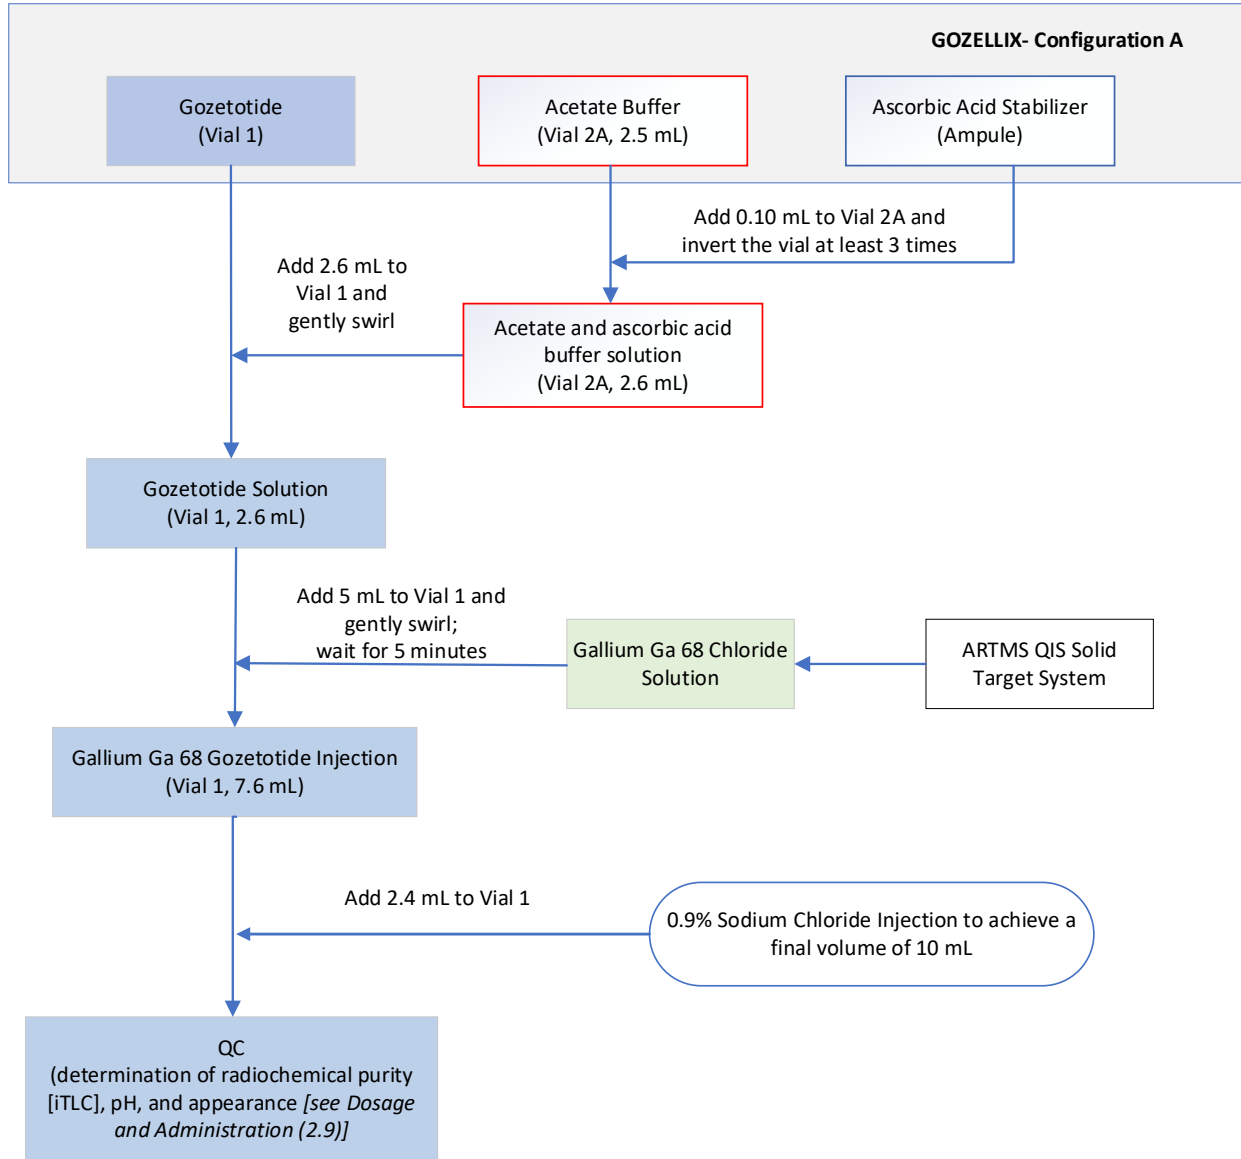 GOZELLIX- Configuration A
Gozetotide
(Vial 1)
Acetate Buffer
(Vial 2A, 2.5 mL)
Ascorbic Acid Stabilizer
(Ampule)
Add 0.10 mL to Vial 2A and
invert the vial at least 3 times
Add 2.6 mL to
Vial 1 and
gently swirl
Acetate and ascorbic acid
buffer solution
(Vial 2A, 2.6 mL)
Gozetotide Solution
(Vial 1, 2.6 mL)
Add 5 mL to Vial 1 and
gently swirl;
wait for 5 minutes
Gallium Ga 68 Chloride
Solution
ARTMS QIS Solid
Target System
Gallium Ga 68 Gozetotide Injection
(Vial 1, 7.6 mL)
Add 2.4 mL to Vial 1
0.9% Sodium Chloride Injection to achieve a
final volume of 10 mL
QC
(determination of radiochemical purity
[iTLC], pH, and appearance [see Dosage
and Administration (2.9)]